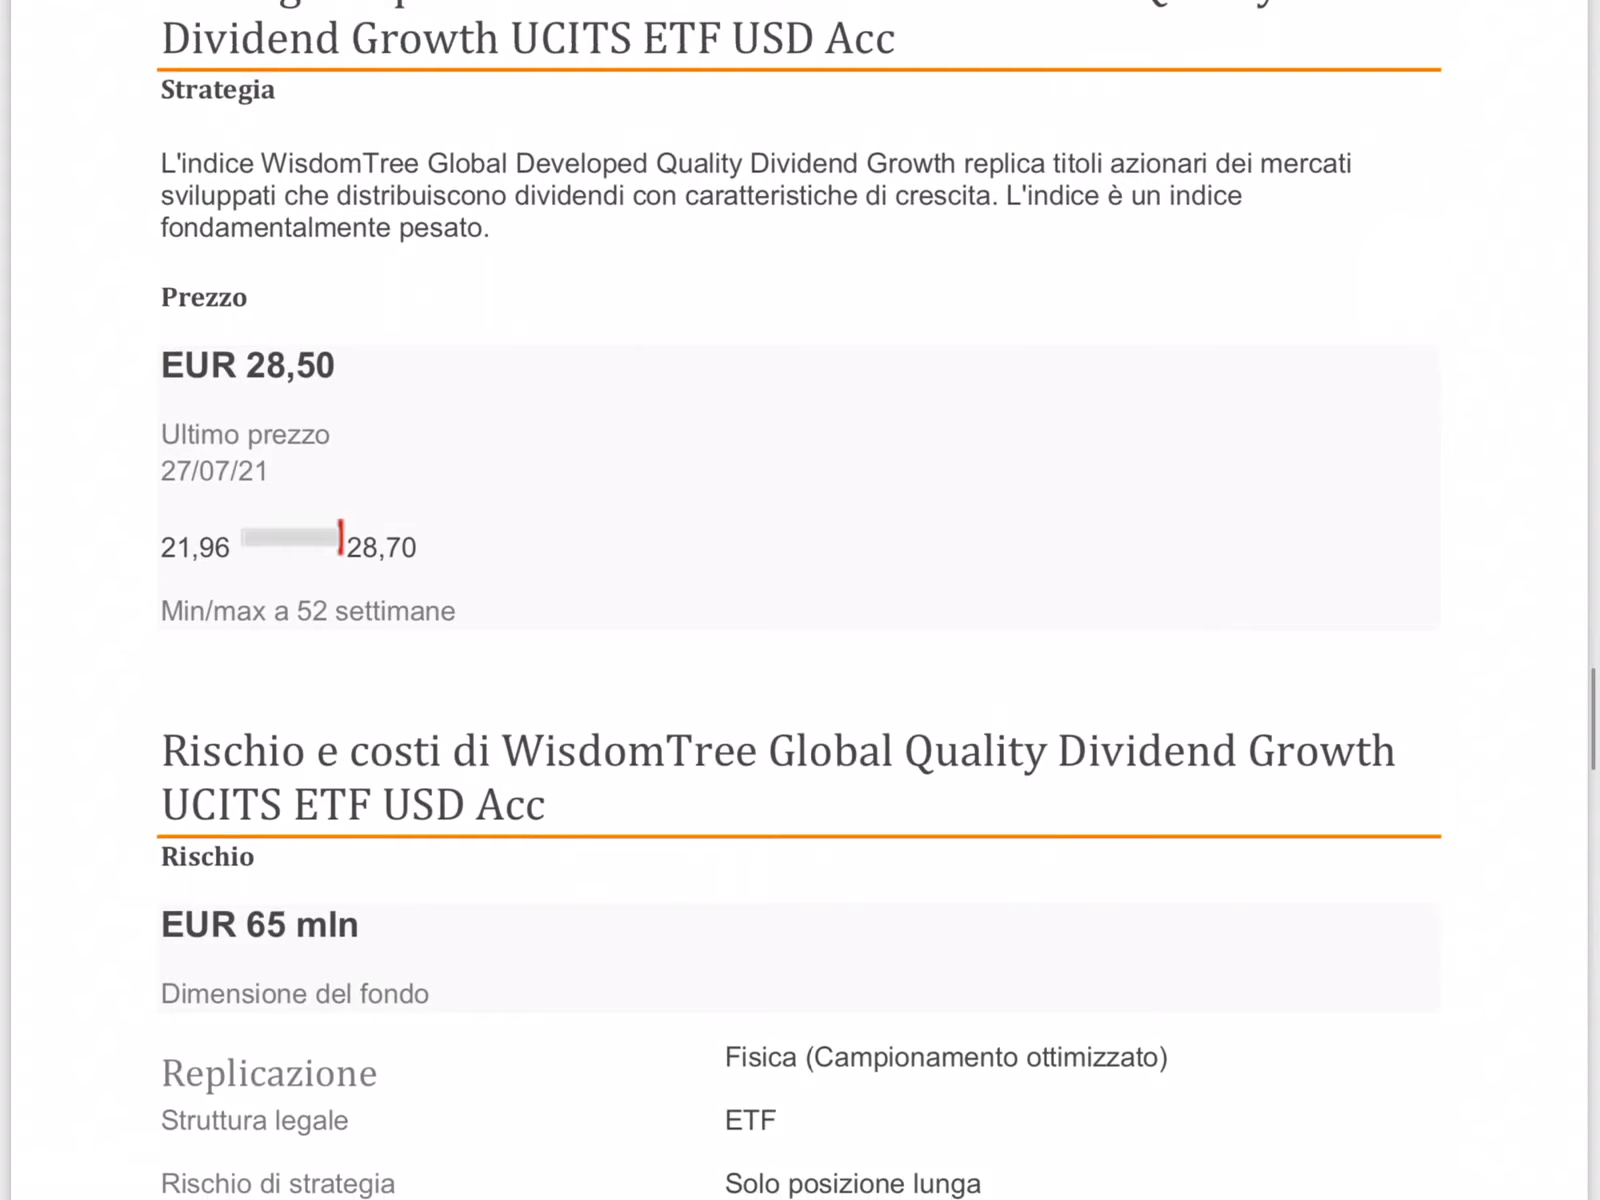 Dividend Growth UCITS ETF USD Acc
Strategia
L'indice WisdomTree Global Developed Quality Dividend Growth replica titoli azionari dei mercati
sviluppati che distribuiscono dividendi con caratteristiche di crescita. L'indice è un indice
fondamentalmente pesato.
Prezzo
EUR 28,50
Ultimo prezzo
27/07/21
21,96 28,70
Min/max a 52 settimane
Rischio e costi di WisdomTree Global Quality Dividend Growth
UCITS ETF USD Acc
Rischio
EUR 65 mln
Dimensione del fondo
Replicazione Fisica (Campionamento ottimizzato)
Struttura legale ETF
Rischio di strategia Solo posizione lunga